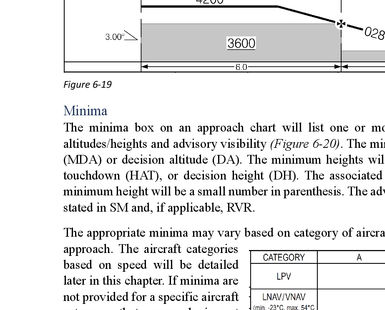 4200
3.00°
3600
028
6.0
Figure 6-19
Minima
The minima box on an approach chart will list one or mo
altitudes/heights and advisory visibility (Figure 6-20). The mi
(MDA) or decision altitude (DA). The minimum heights wil
touchdown (HAT), or decision height (DH). The associated
minimum height will be a small number in parenthesis. The adv
stated in SM and, if applicable, RVR.
The appropriate minima may vary based on category of aircra
approach. The aircraft categories
based on speed will be detailed
later in this chapter. If minima are
not provided for a specific aircraft
CATEGORY A
LPV
LNAV/VNAV
(min. -23°C, max. 54°C